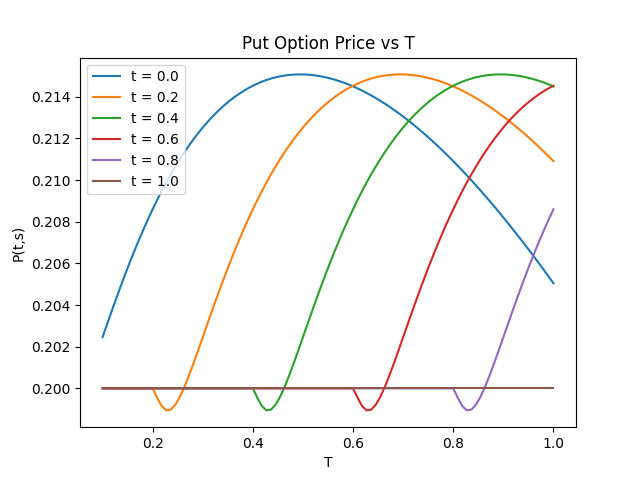 Put Option Price vs T
t = 0.0
t = 0.2
t = 0.4
t = 0.6
t = 0.8
t = 1.0
P(t,s)
0.214
0.212
0.210
0.208
0.206
0.204
0.202
0.200
0.2
0.4
0.6
0.8
1.0
T